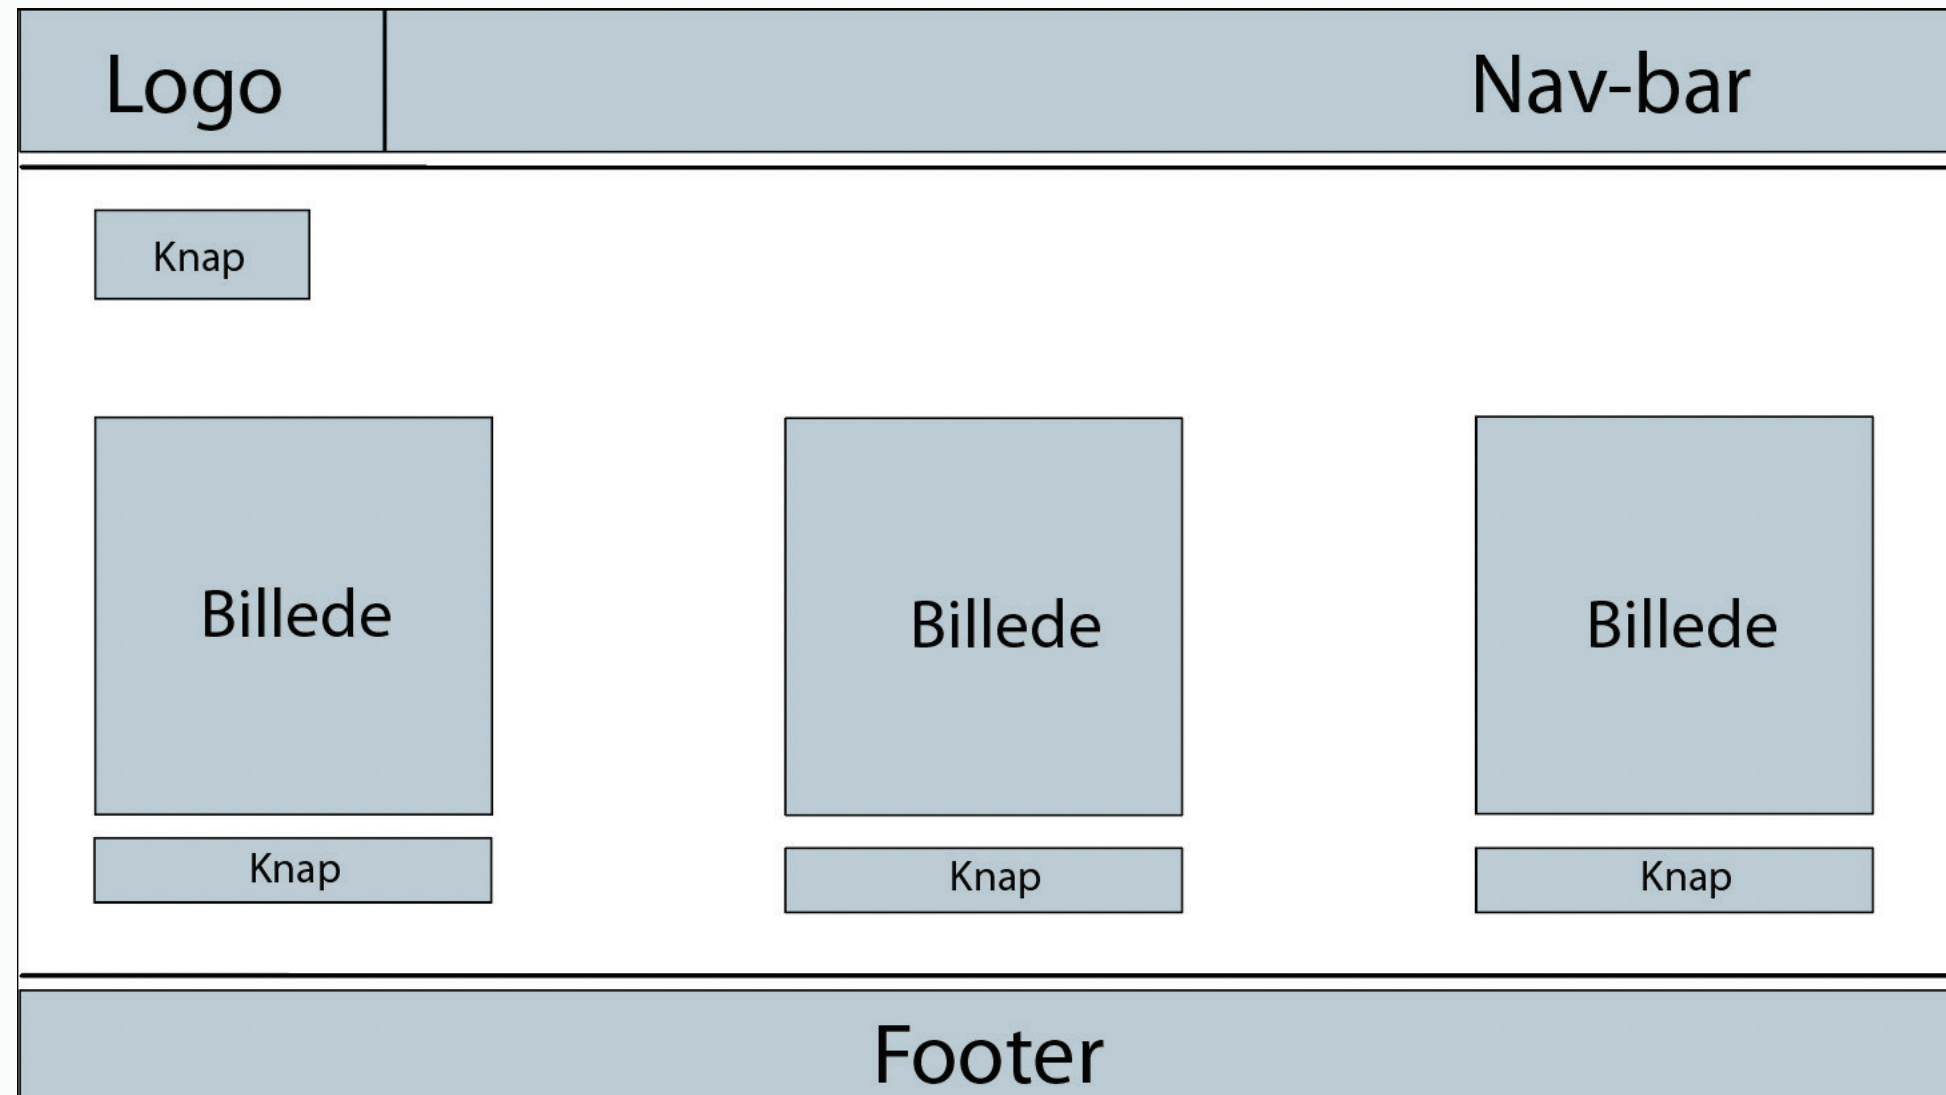 Logo
Nav-bar
Knap
Billede
Billede
Billede
Knap
Knap
Knap
Footer